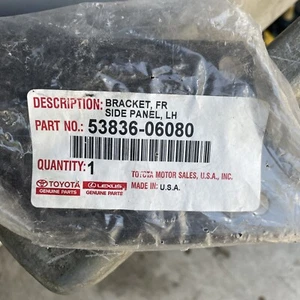 DESCRIPTION: BRACKET, FR
SIDE PANEL, LH
PART NO.: 53836-06080
QUANTITY: 1
TOYOTA MOTOR SALES, U.S.A., INC.
TOYOTA LEXUS MADE IN: U.S.A.
GENUINE PARTS GENUINE PARTS